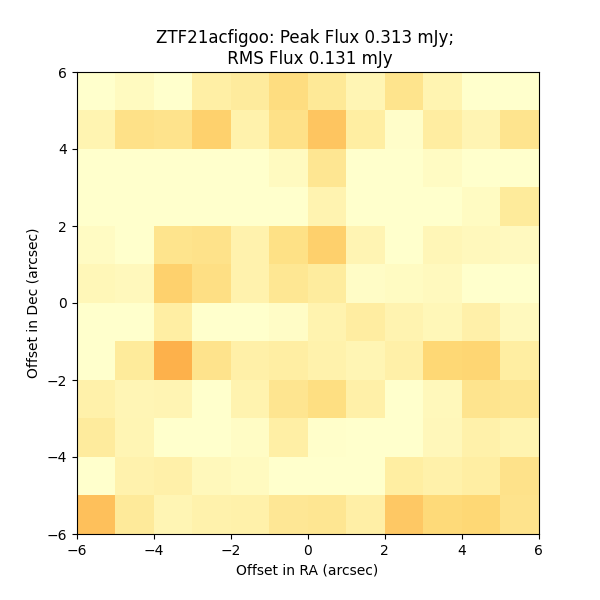 ZTF21acfigoo: Peak Flux 0.313 mJy;
RMS Flux 0.131 mJy
6
4
2
0
−2
−4
−6
Offset in Dec (arcsec)
−6 −4 −2 0 2 4 6
Offset in RA (arcsec)